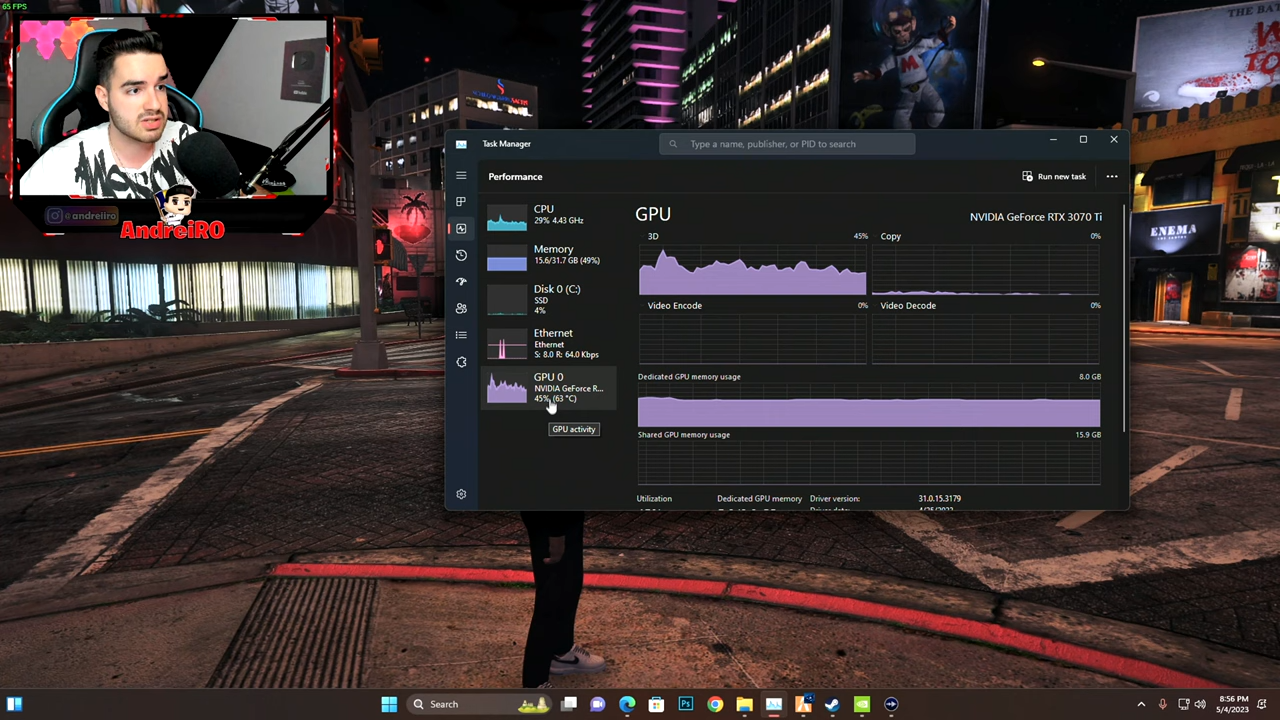 65 FPS
THE BAT
M
ENEMA
@andreiiro
AndreiRO
Task Manager
Type a name, publisher, or PID to search
Performance
Run new task
CPU
29% 4.43 GHz
Memory
15.6/31.7 GB (49%)
Disk 0 (C:)
SSD
4%
Ethernet
Ethernet
S: 8.0 R: 64.0 Kbps
GPU 0
NVIDIA GeForce R...
45% (63 °C)
GPU activity
GPU
NVIDIA GeForce RTX 3070 Ti
3D
45%
Copy
0%
Video Encode
0%
Video Decode
0%
Dedicated GPU memory usage
8.0 GB
Shared GPU memory usage
15.9 GB
Utilization
Dedicated GPU memory
Driver version:
31.0.15.3179
Search
Ps
8:56 PM
5/4/2023